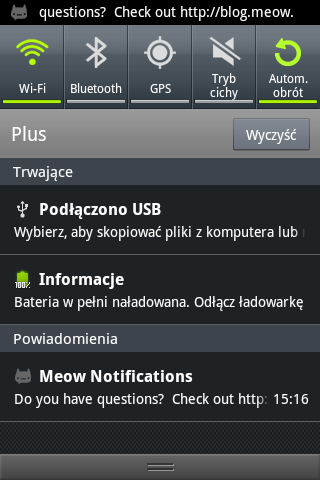 questions?  Check out http://blog.meow.
Wi-Fi
Bluetooth
GPS
Tryb
cichy
Autom.
obrót
Plus
Wyczyść
Trwające
Podłączono USB
Wybierz, aby skopiować pliki z komputera lub
100%
Informacje
Bateria w pełni naładowana. Odłącz ładowarkę
Powiadomienia
Meow Notifications
Do you have questions?  Check out http: 15:16